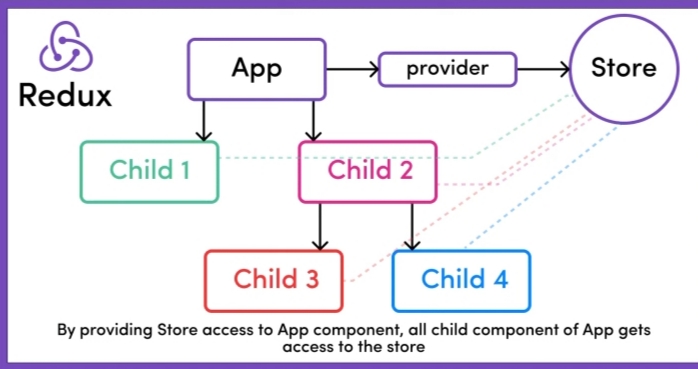 Redux
App
provider
Store
Child 1
Child 2
Child 3
Child 4
By providing Store access to App component, all child component of App gets
access to the store